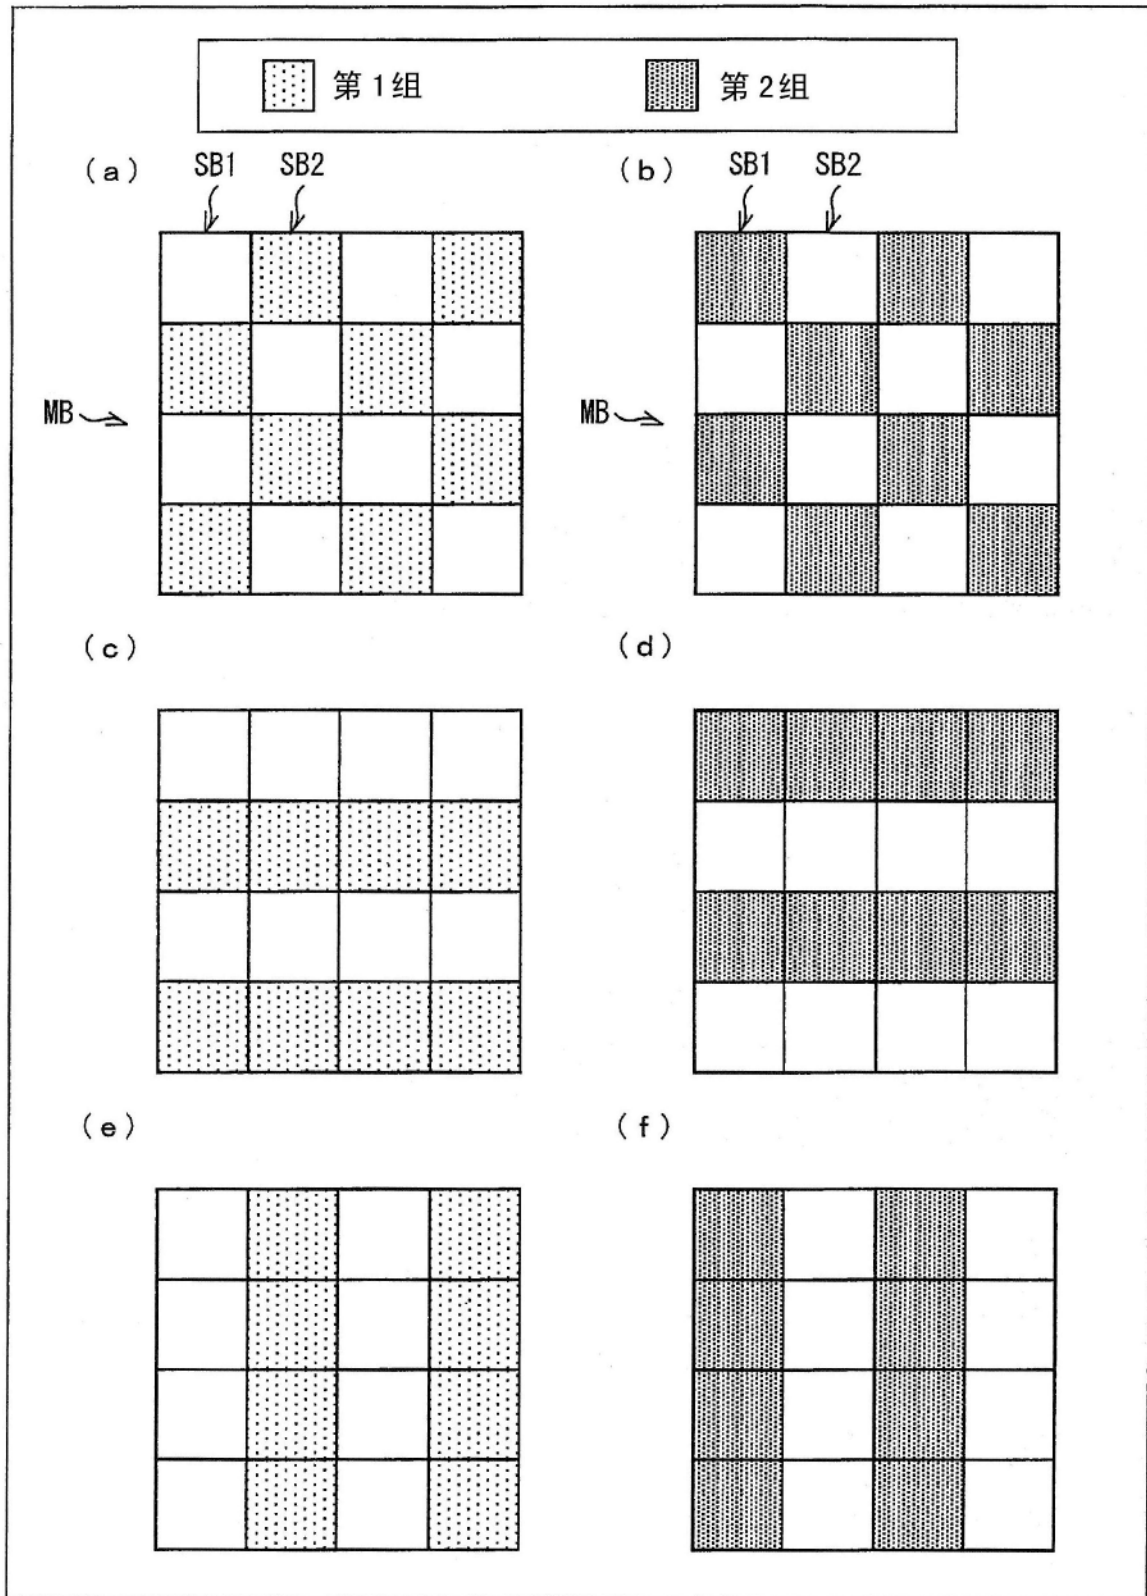 第1组 第2组
(a) SB1 SB2 (b) SB1 SB2
MB MB
(c) (d)
(e) (f)